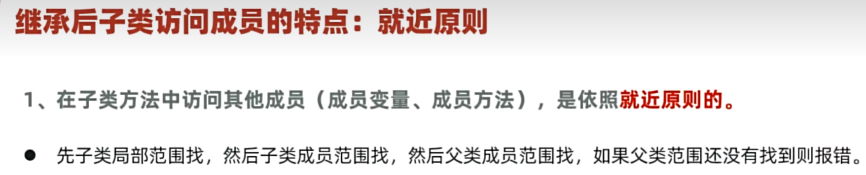 继承后子类访问成员的特点：就近原则
1、在子类方法中访问其他成员（成员变量、成员方法），是依照就近原则的。
● 先子类局部范围找，然后子类成员范围找，然后父类成员范围找，如果父类范围还没有找到则报错。